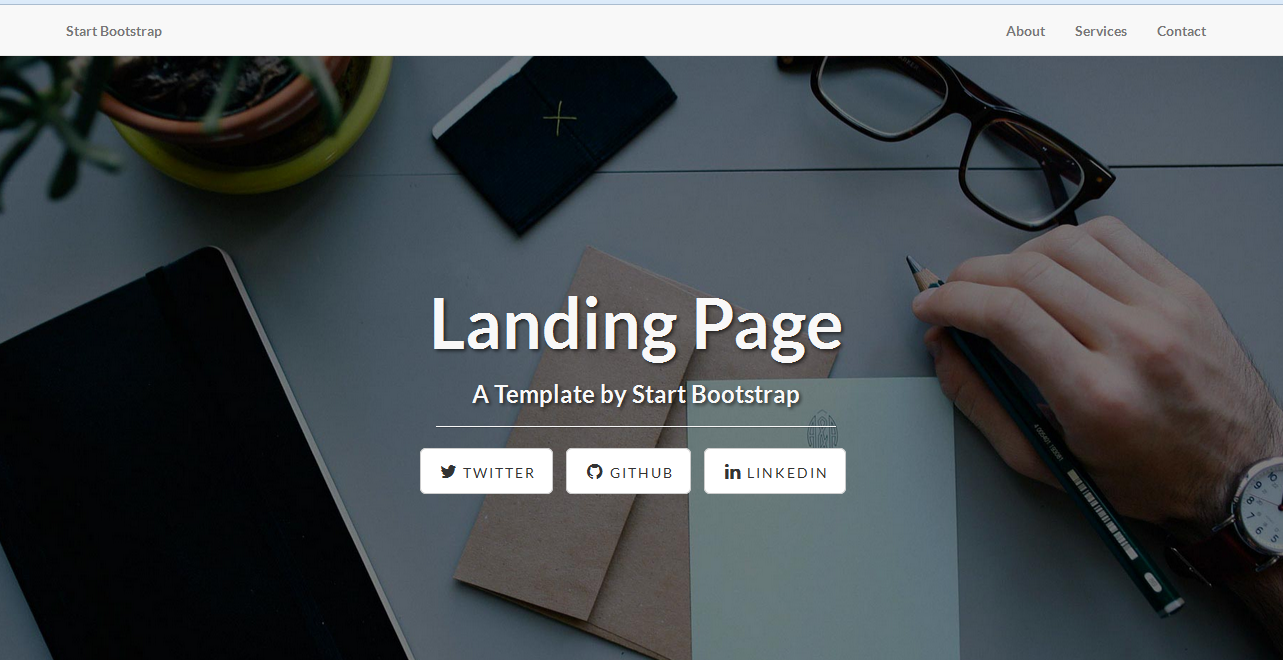 Start Bootstrap
About Services Contact
Landing Page
A Template by Start Bootstrap
TWITTER GITHUB LINKEDIN